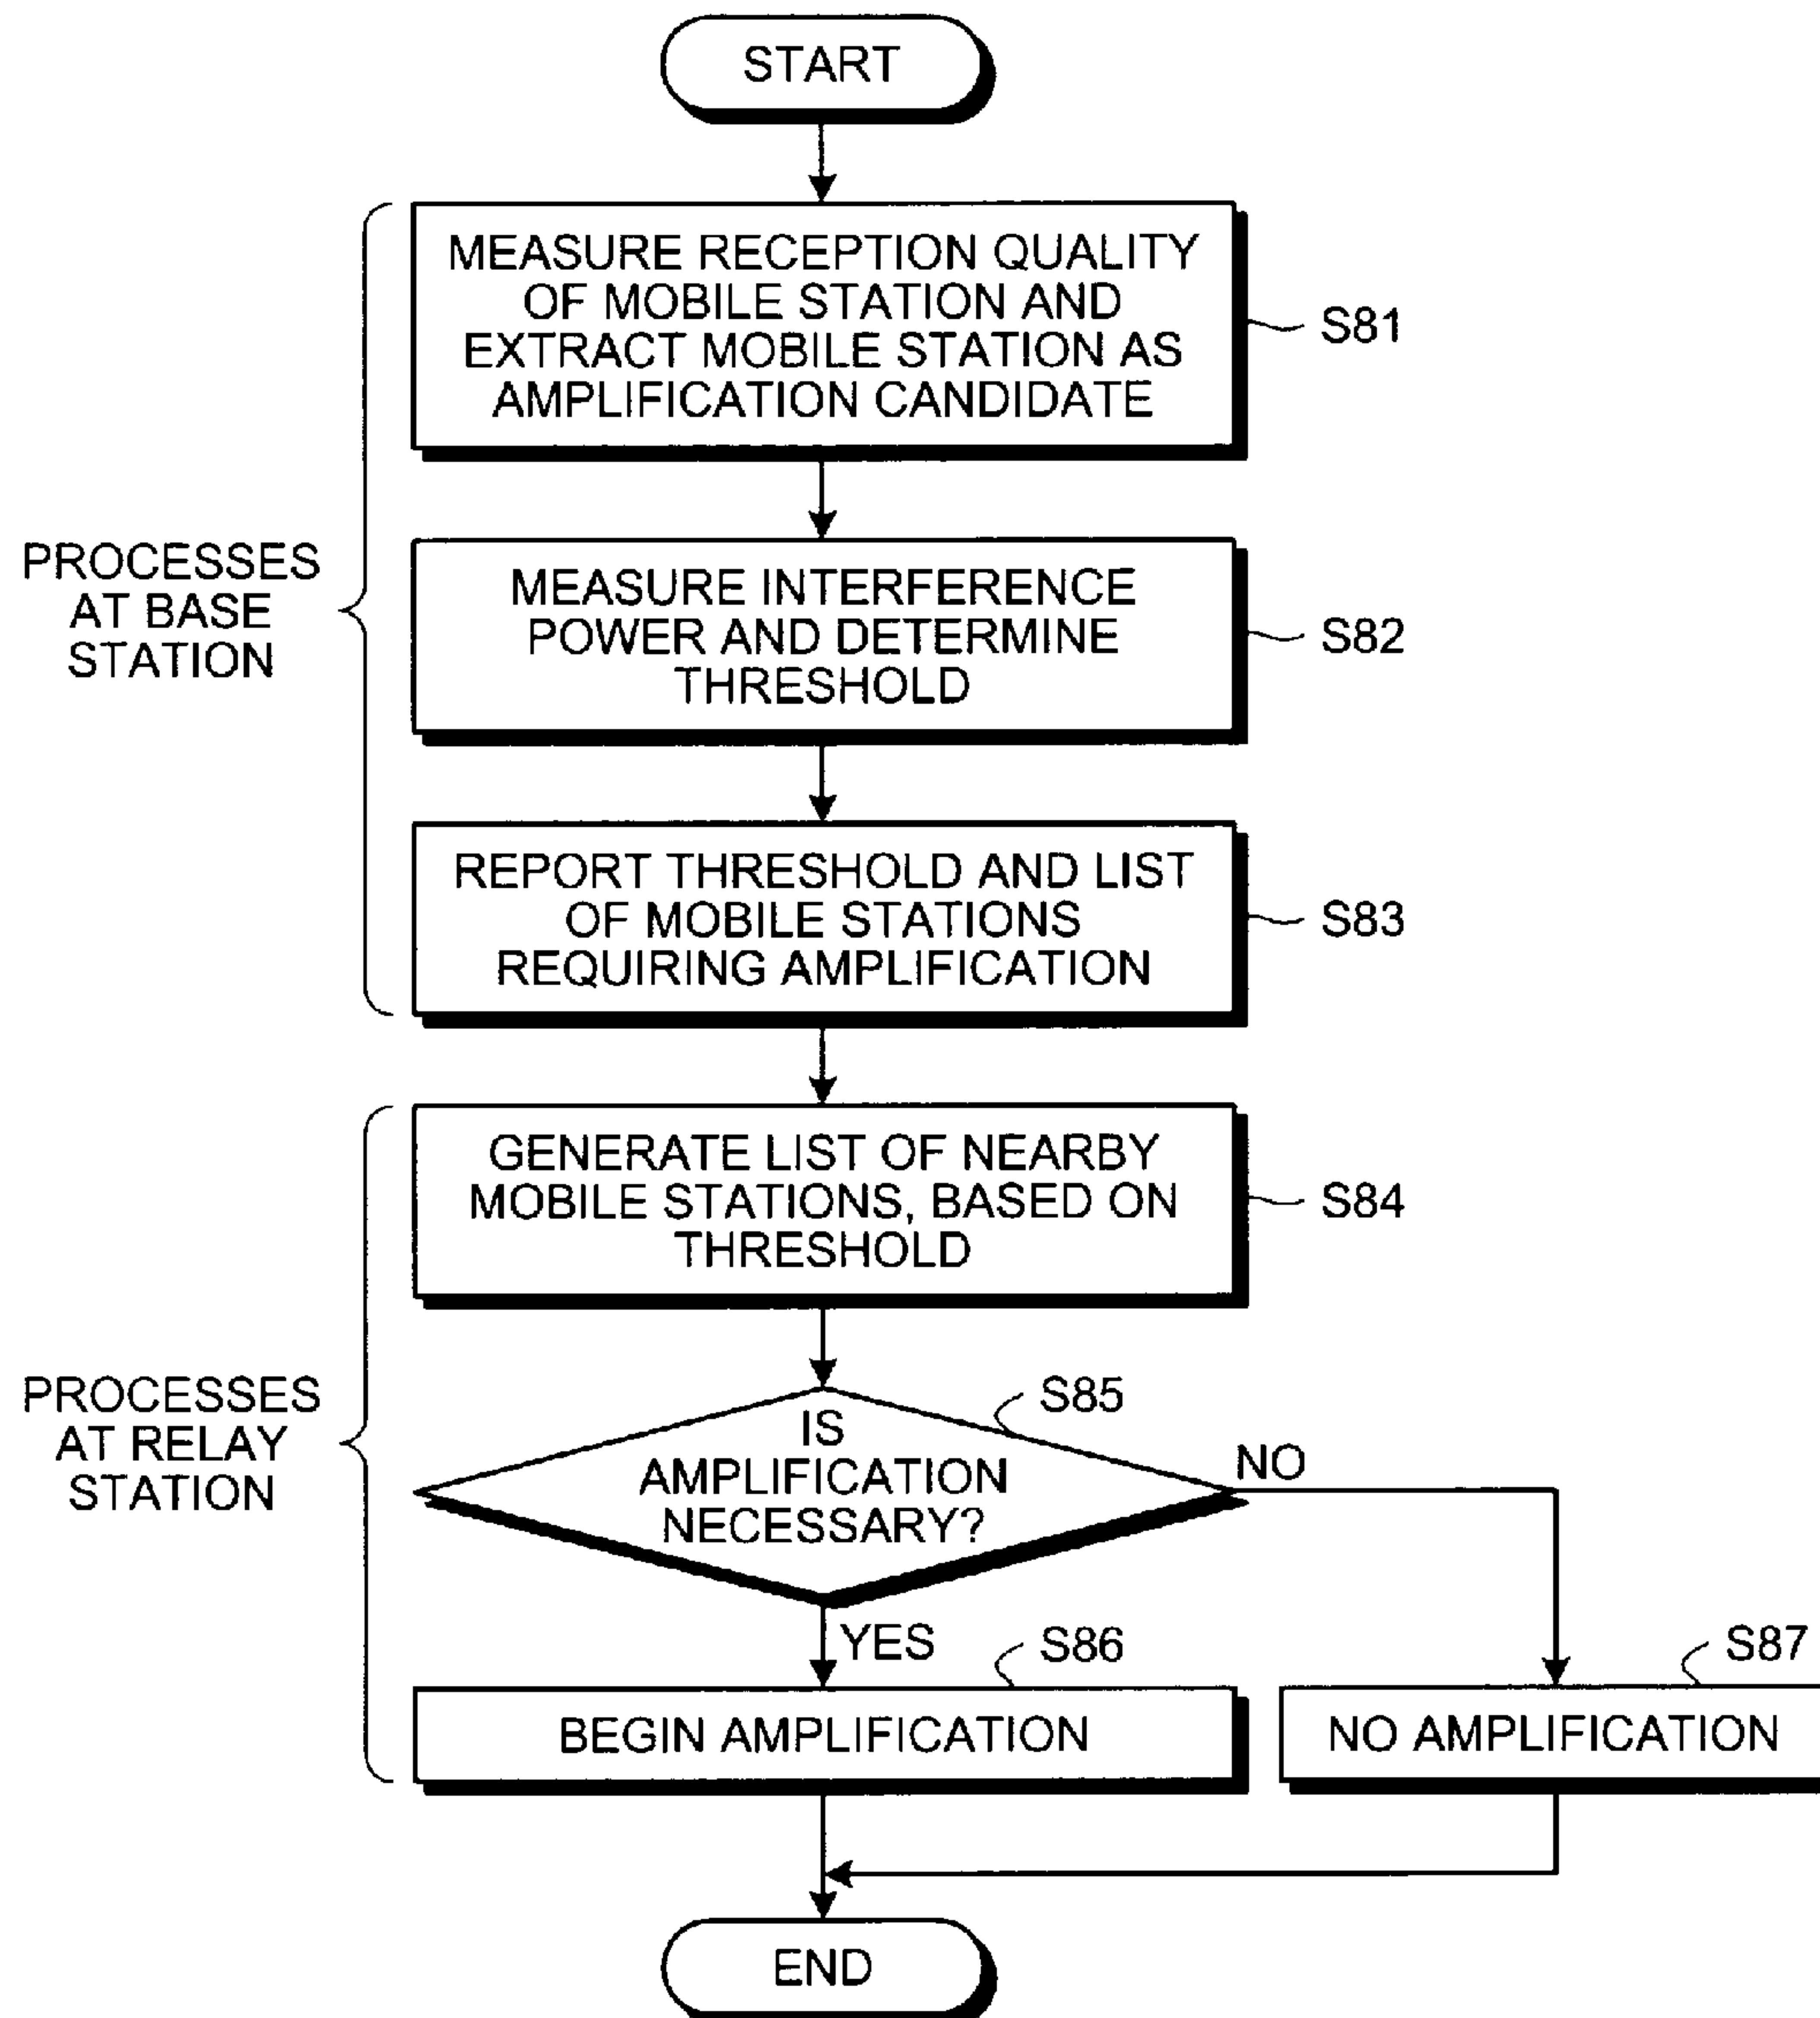 START
MEASURE RECEPTION QUALITY
OF MOBILE STATION AND
EXTRACT MOBILE STATION AS
AMPLIFICATION CANDIDATE
S81
PROCESSES
AT BASE
STATION
MEASURE INTERFERENCE
POWER AND DETERMINE
THRESHOLD
S82
REPORT THRESHOLD AND LIST
OF MOBILE STATIONS
REQUIRING AMPLIFICATION
S83
GENERATE LIST OF NEARBY
MOBILE STATIONS, BASED ON
THRESHOLD
S84
PROCESSES
AT RELAY
STATION
S85
IS
AMPLIFICATION
NECESSARY?
NO
YES
S86
S87
BEGIN AMPLIFICATION
NO AMPLIFICATION
END